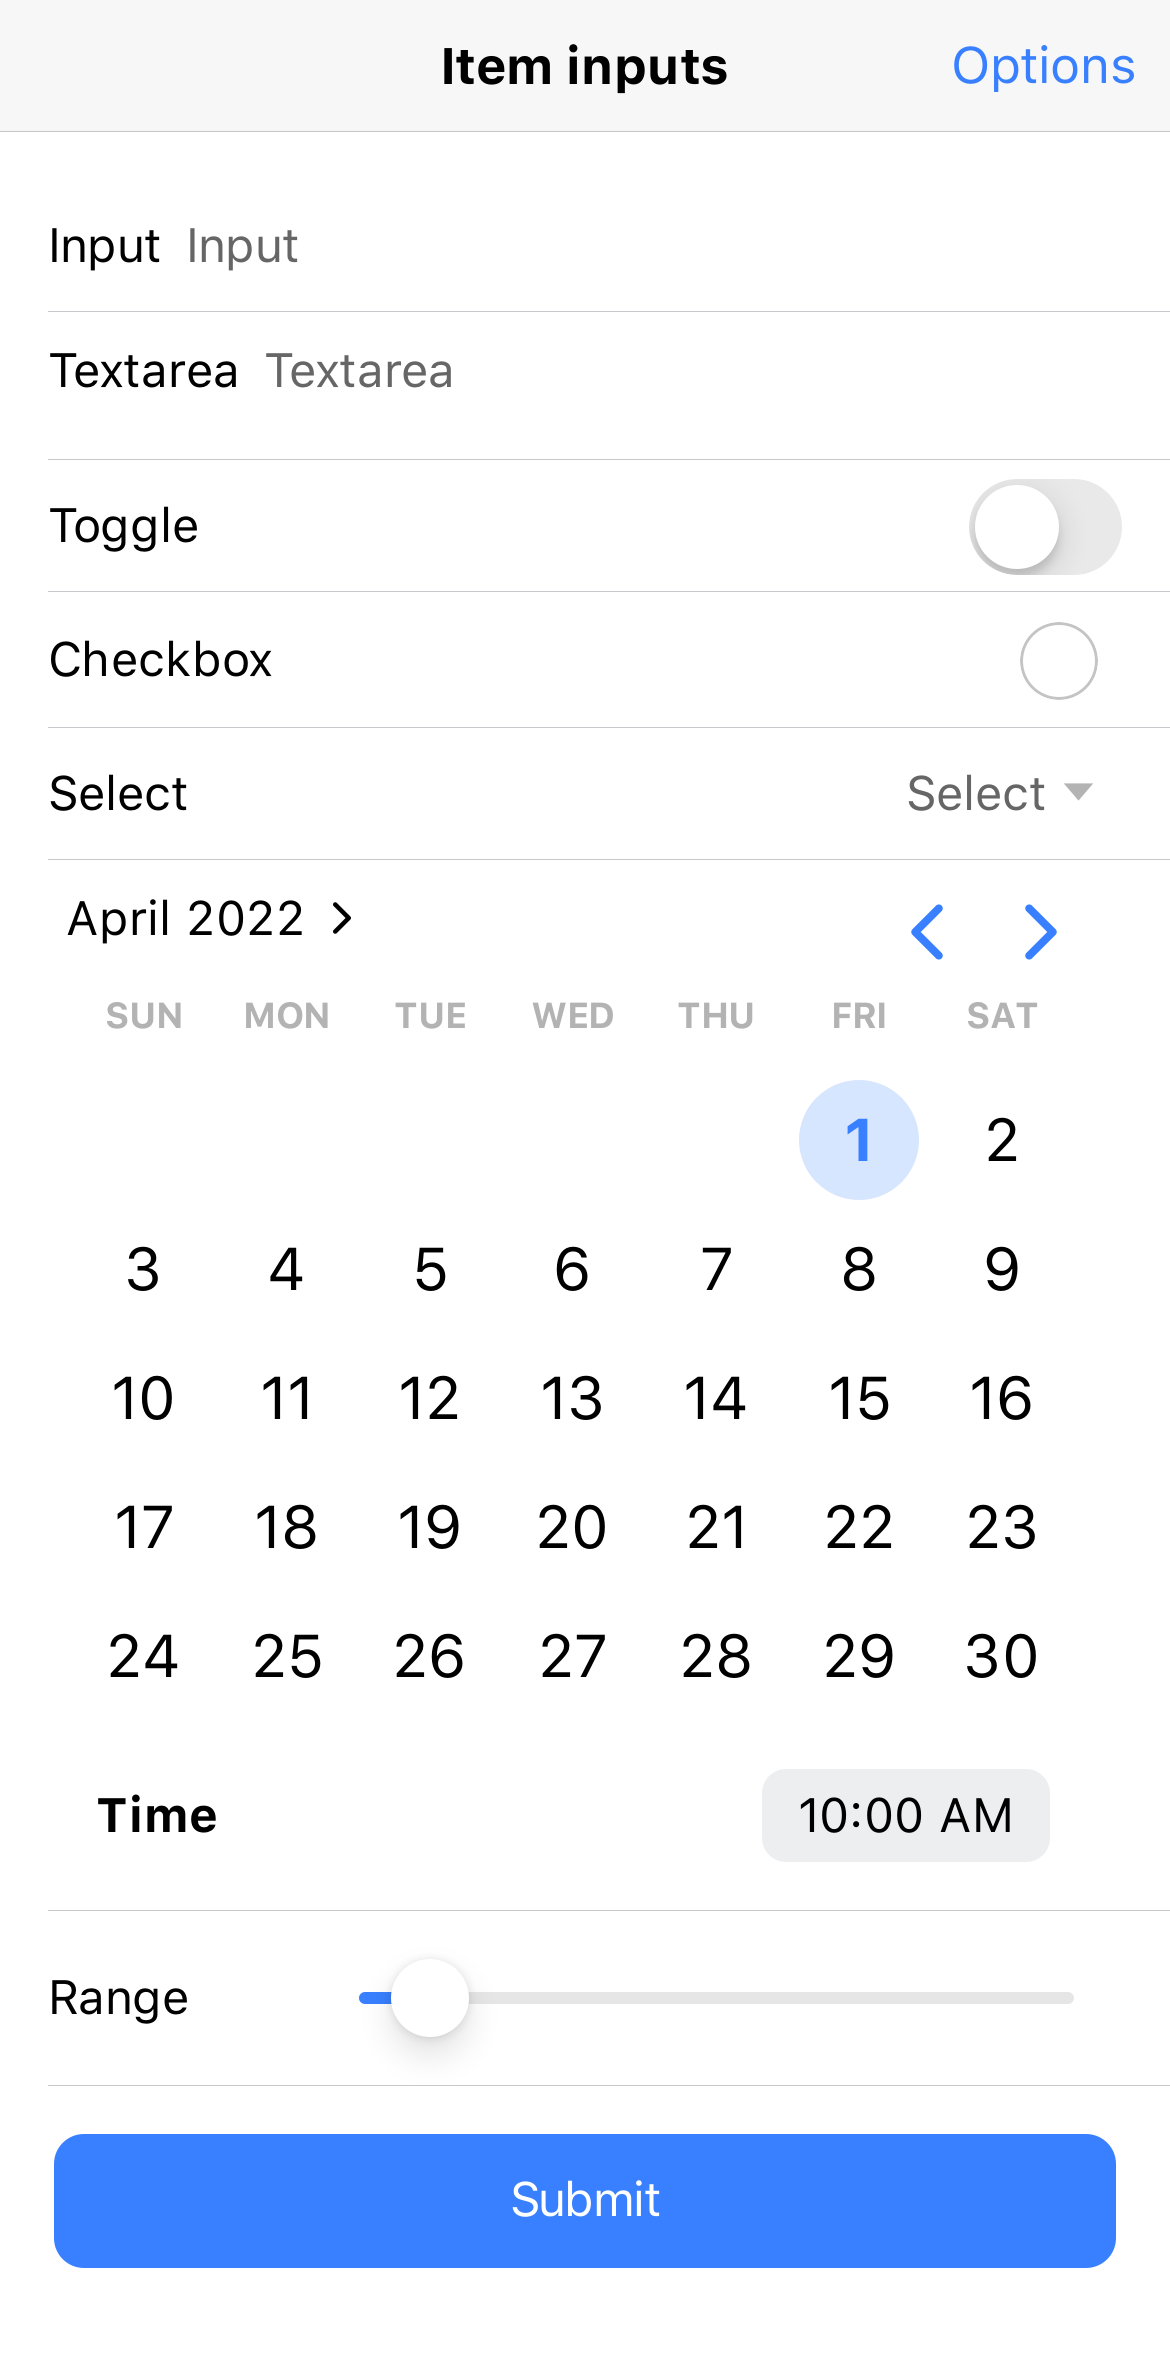 Item inputs Options
Input Input
Textarea Textarea
Toggle
Checkbox
Select Select
April 2022
SUN MON TUE WED THU FRI SAT
1 2
3 4 5 6 7 8 9
10 11 12 13 14 15 16
17 18 19 20 21 22 23
24 25 26 27 28 29 30
Time 10:00 AM
Range
Submit